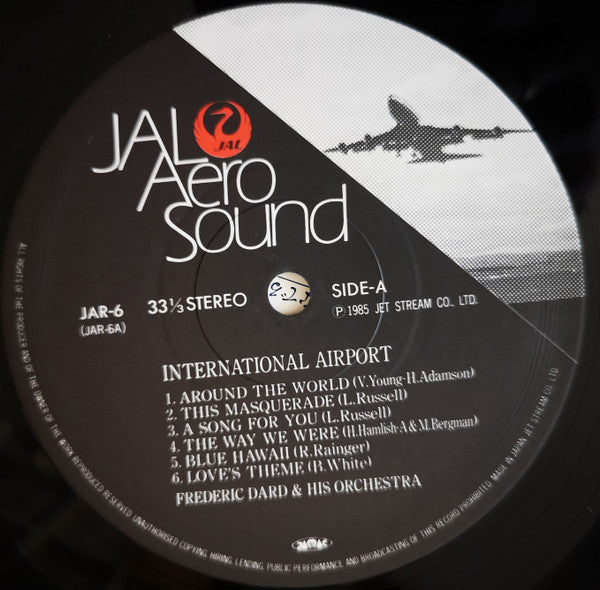 JAL
JAL
Aero
Sound
JAR-6
(JAR-6A)
33⅓ STEREO
SIDE-A
Ⓟ1985 JET STREAM CO., LTD.
INTERNATIONAL AIRPORT
1. AROUND THE WORLD (V.Young-H.Adamson)
2. THIS MASQUERADE (L.Russell)
3. A SONG FOR YOU (L.Russell)
4. THE WAY WE WERE (H.Hamlish-A&M.Bergman)
5. BLUE HAWAII (R.Rainger)
6. LOVE'S THEME (B.White)
FREDERIC DARD & HIS ORCHESTRA
ALL RIGHTS OF THE PRODUCER AND OF THE OWNER OF THE WORK REPRODUCED RESERVED UNAUTHORISED COPYING, HIRING, LENDING, PUBLIC PERFORMANCE AND BROADCASTING OF THIS RECORD PROHIBITED. MADE IN JAPAN JET STREAM CO. LTD.